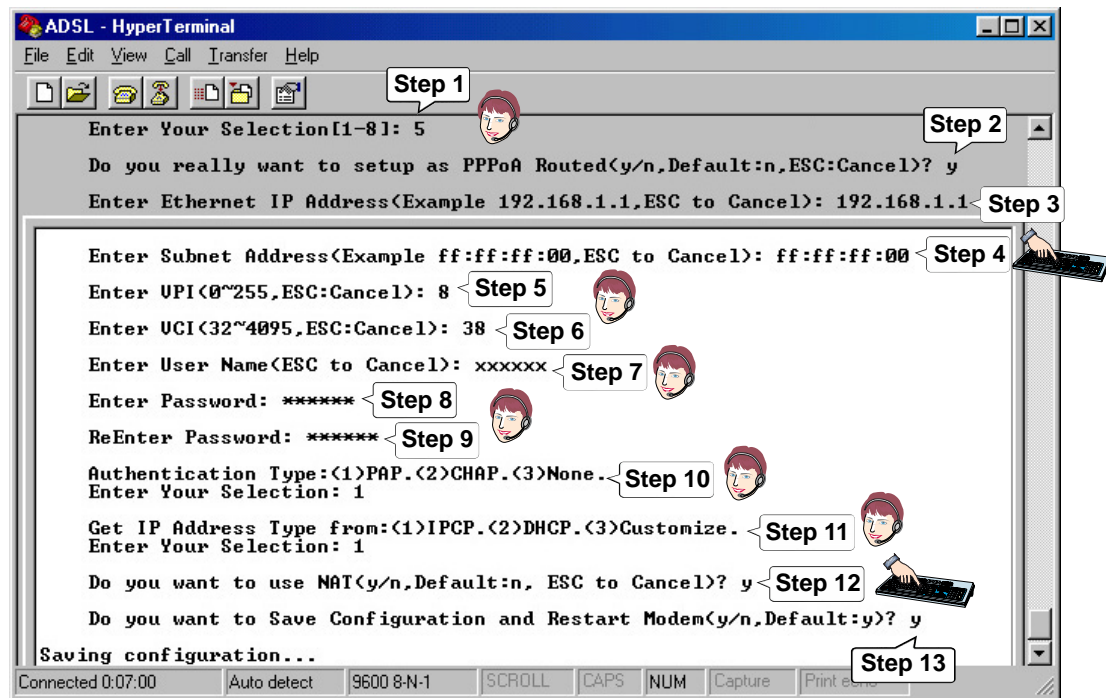 ADSL - HyperTerminal
File Edit View Call Transfer Help
Step 1
Enter Your Selection[1-8]: 5
Step 2
Do you really want to setup as PPPoA Routed(y/n,Default:n,ESC:Cancel)? y
Enter Ethernet IP Address(Example 192.168.1.1,ESC to Cancel): 192.168.1.1 Step 3
Enter Subnet Address(Example ff:ff:ff:00,ESC to Cancel): ff:ff:ff:00 Step 4
Enter VPI(0~255,ESC:Cancel): 8 Step 5
Enter VCI(32~4095,ESC:Cancel): 38 Step 6
Enter User Name(ESC to Cancel): xxxxxx Step 7
Enter Password: ****** Step 8
ReEnter Password: ****** Step 9
Authentication Type:(1)PAP.(2)CHAP.(3)None. Step 10
Enter Your Selection: 1
Get IP Address Type from:(1)IPCP.(2)DHCP.(3)Customize. Step 11
Enter Your Selection: 1
Do you want to use NAT(y/n,Default:n, ESC to Cancel)? y Step 12
Do you want to Save Configuration and Restart Modem(y/n,Default:y)? y
Step 13
Saving configuration...
Connected 0:07:00 Auto detect 9600 8-N-1 SCROLL CAPS NUM Capture Print echo